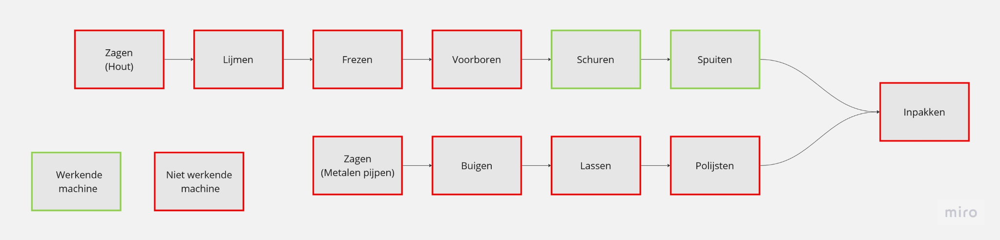 Zagen
(Hout)
Lijmen
Frezen
Voorboren
Schuren
Spuiten
Inpakken
Zagen
(Metalen pijpen)
Buigen
Lassen
Polijsten
Werkende
machine
Niet werkende
machine
miro